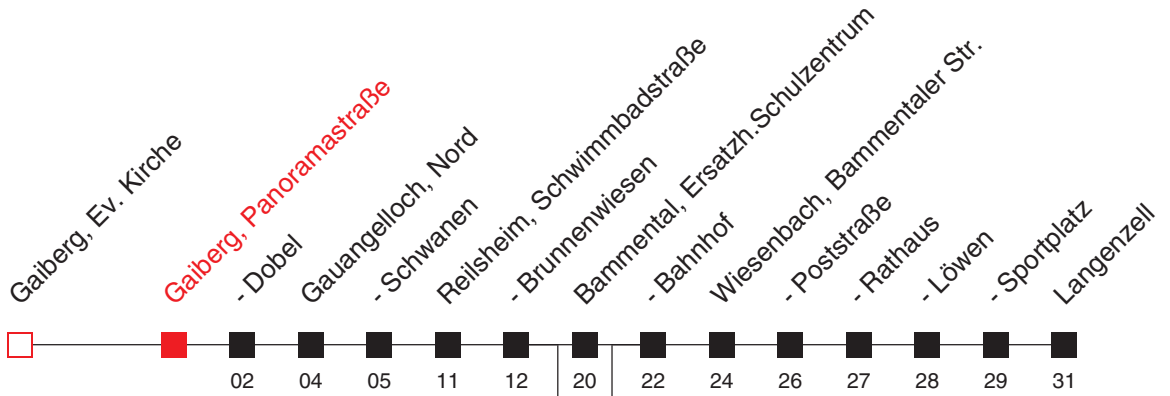 Gaiberg, Ev. Kirche
Gaiberg, Panoramastraße
- Dobel
Gauangelloch, Nord
- Schwanen
Reilsheim, Schwimmbadstraße
- Brunnenwiesen
Bammental, Ersatzh.Schulzentrum
- Bahnhof
Wiesenbach, Bammentaler Str.
- Poststraße
- Rathaus
- Löwen
- Sportplatz
Langenzell
02 04 05 11 12 20 22 24 26 27 28 29 31